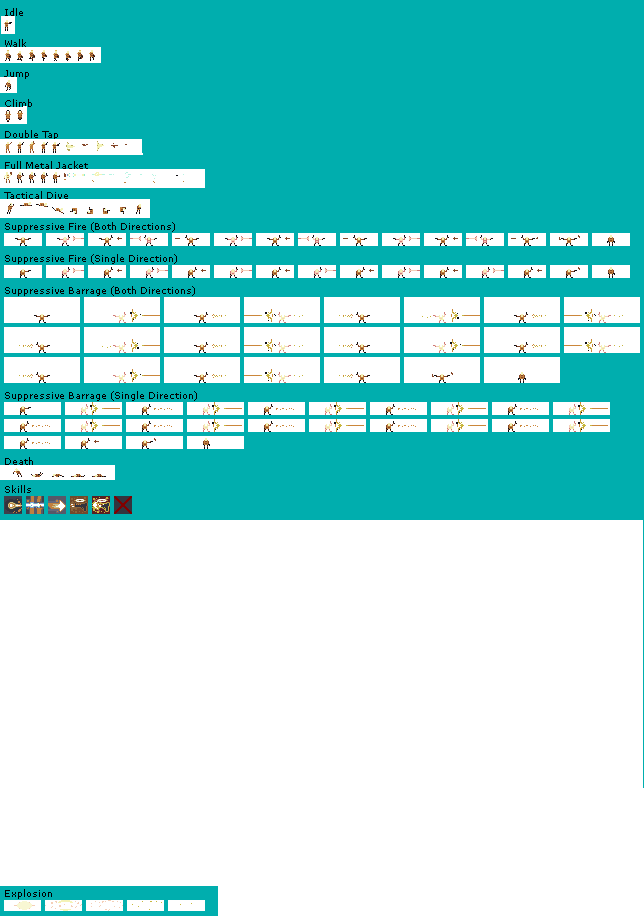 Idle
Walk
Jump
Climb
Double Tap
Full Metal Jacket
Tactical Dive
Suppressive Fire (Both Directions)
Suppressive Fire (Single Direction)
Suppressive Barrage (Both Directions)
Suppressive Barrage (Single Direction)
Death
Skills
Explosion